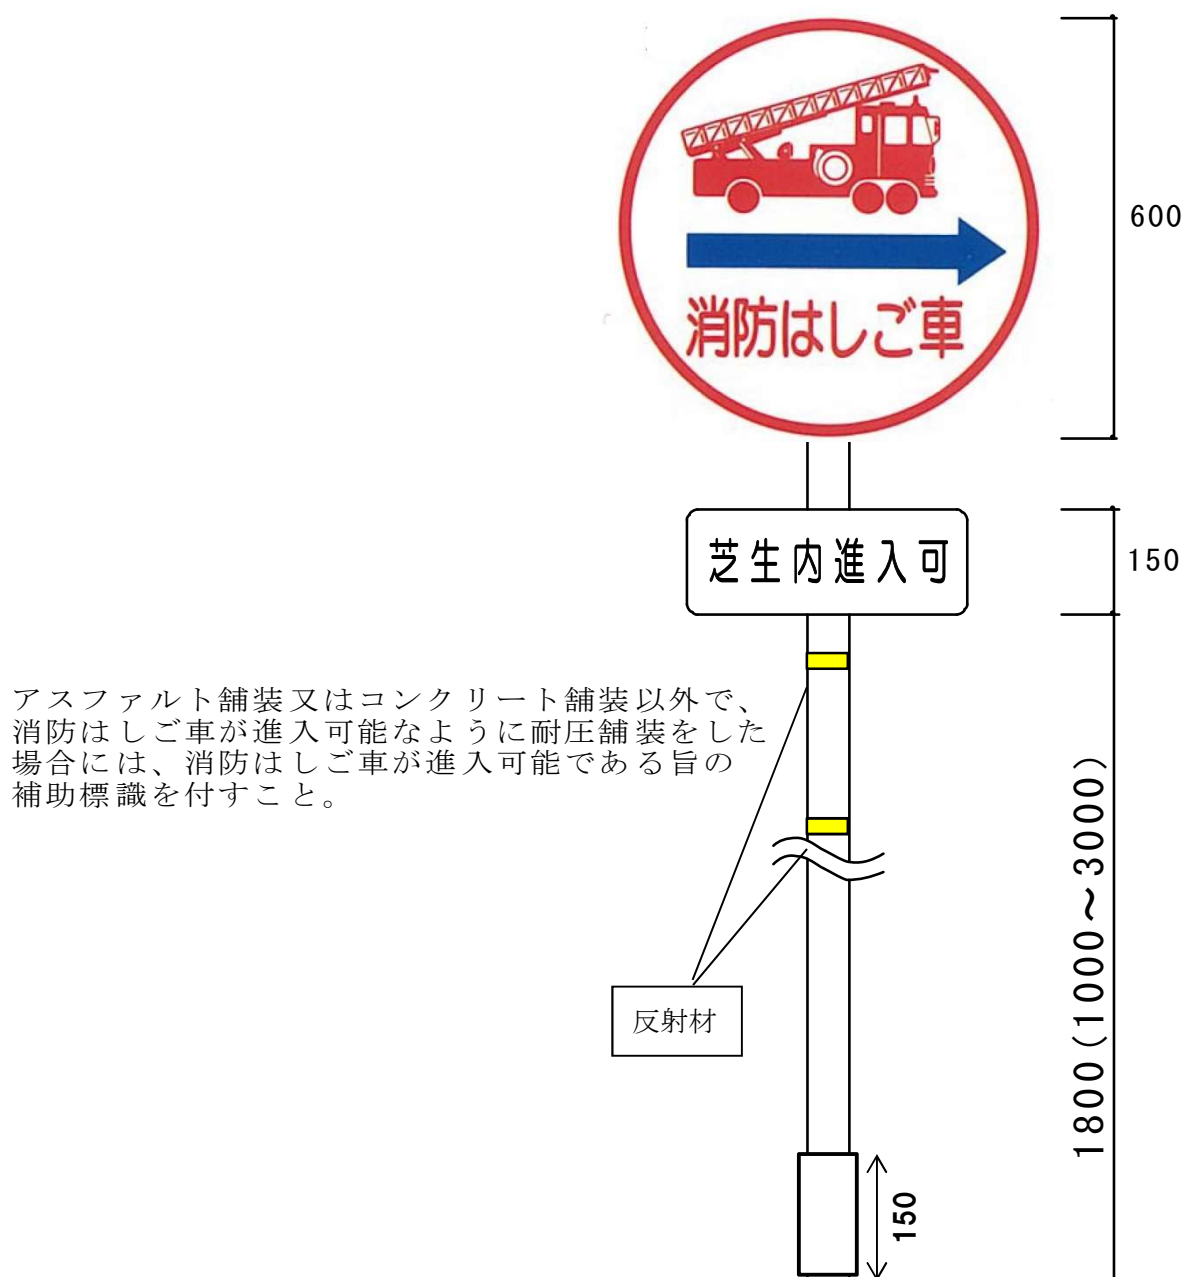 600
消防はしご車
芝生内進入可
150
アスファルト舗装又はコンクリート舗装以外で、
消防はしご車が進入可能なように耐圧舗装をした
場合には、消防はしご車が進入可能である旨の
補助標識を付すこと。
1800(1000～3000)
反射材
150